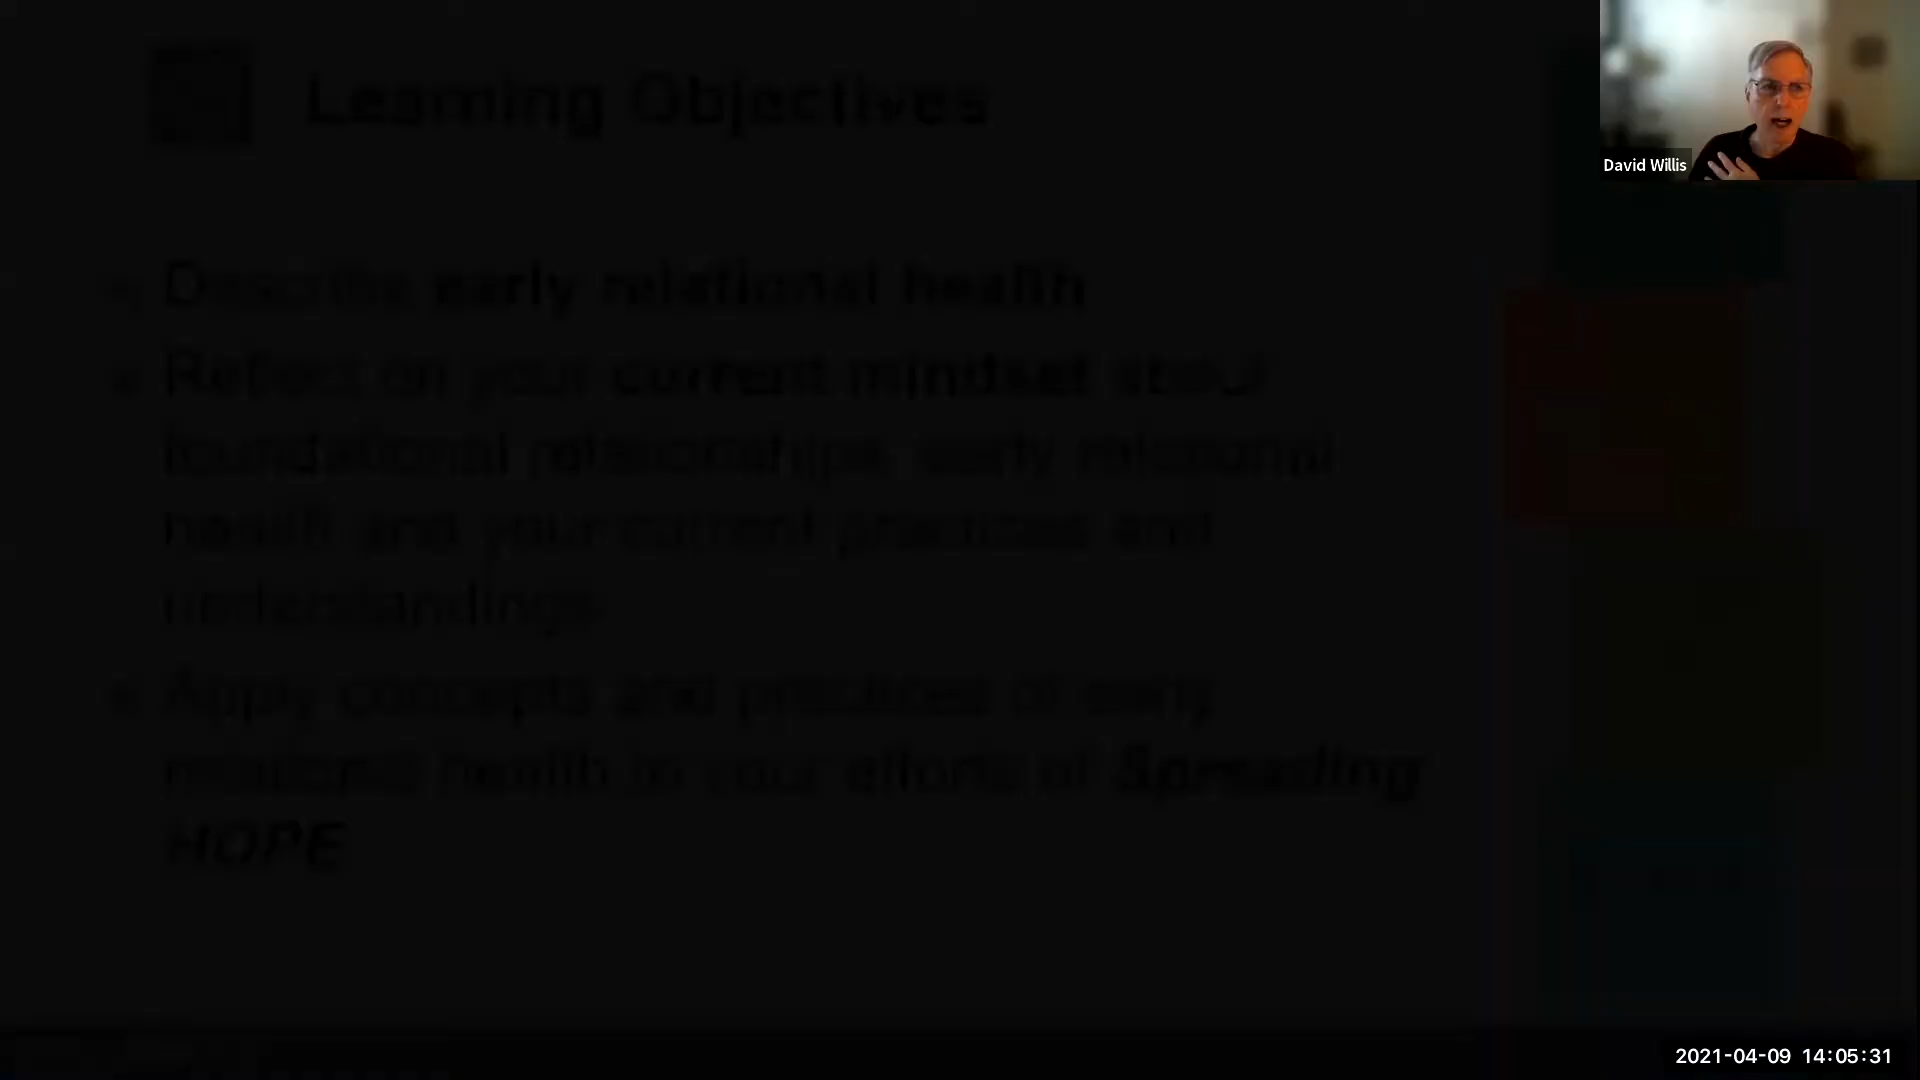 Learning Objectives
David Willis
• Describe early relational health
• Reflect on your current mindset about
foundational relationships, early relational
health and your current practices and
understandings
• Apply concepts and practices of early
relational health to your efforts of Spreading
HOPE
2021-04-09 14:05:31